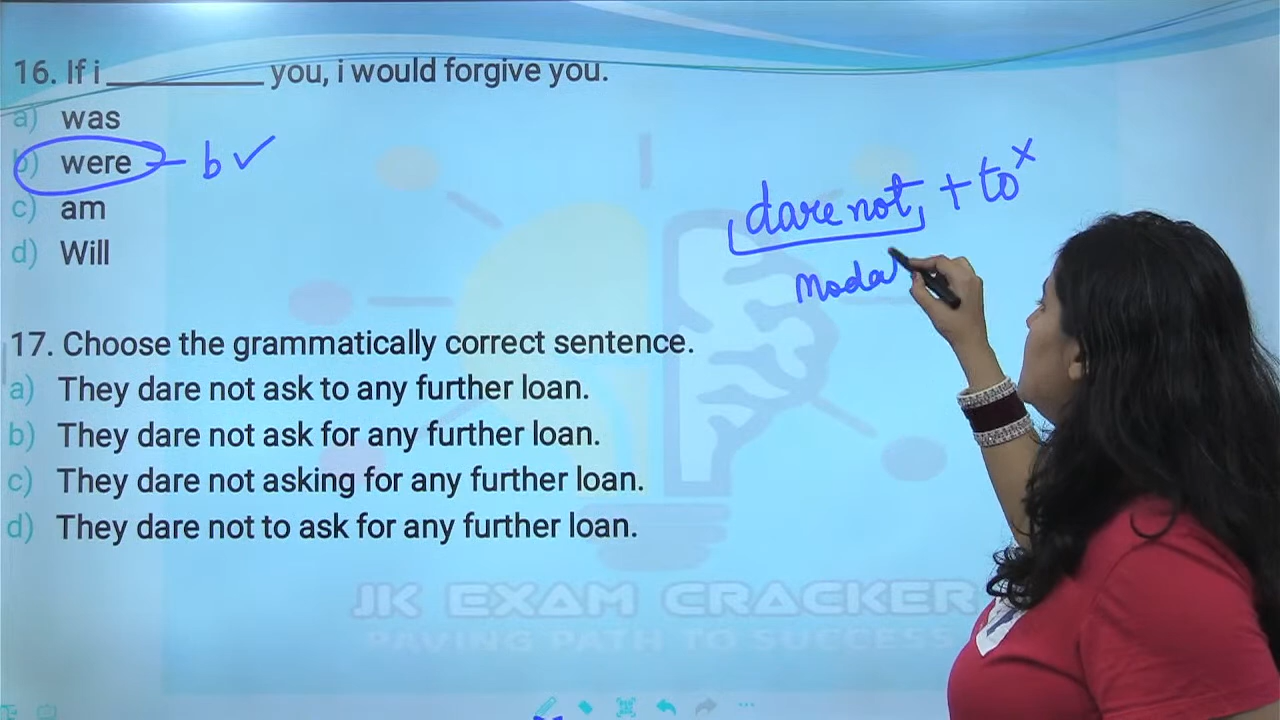 16. If i __________ you, i would forgive you.
a) was
b) were - b ✓
c) am
d) Will
dare not + to x
Modal
17. Choose the grammatically correct sentence.
a) They dare not ask to any further loan.
b) They dare not ask for any further loan.
c) They dare not asking for any further loan.
d) They dare not to ask for any further loan.
JK EXAM CRACKER
PAVING PATH TO SUCCESS